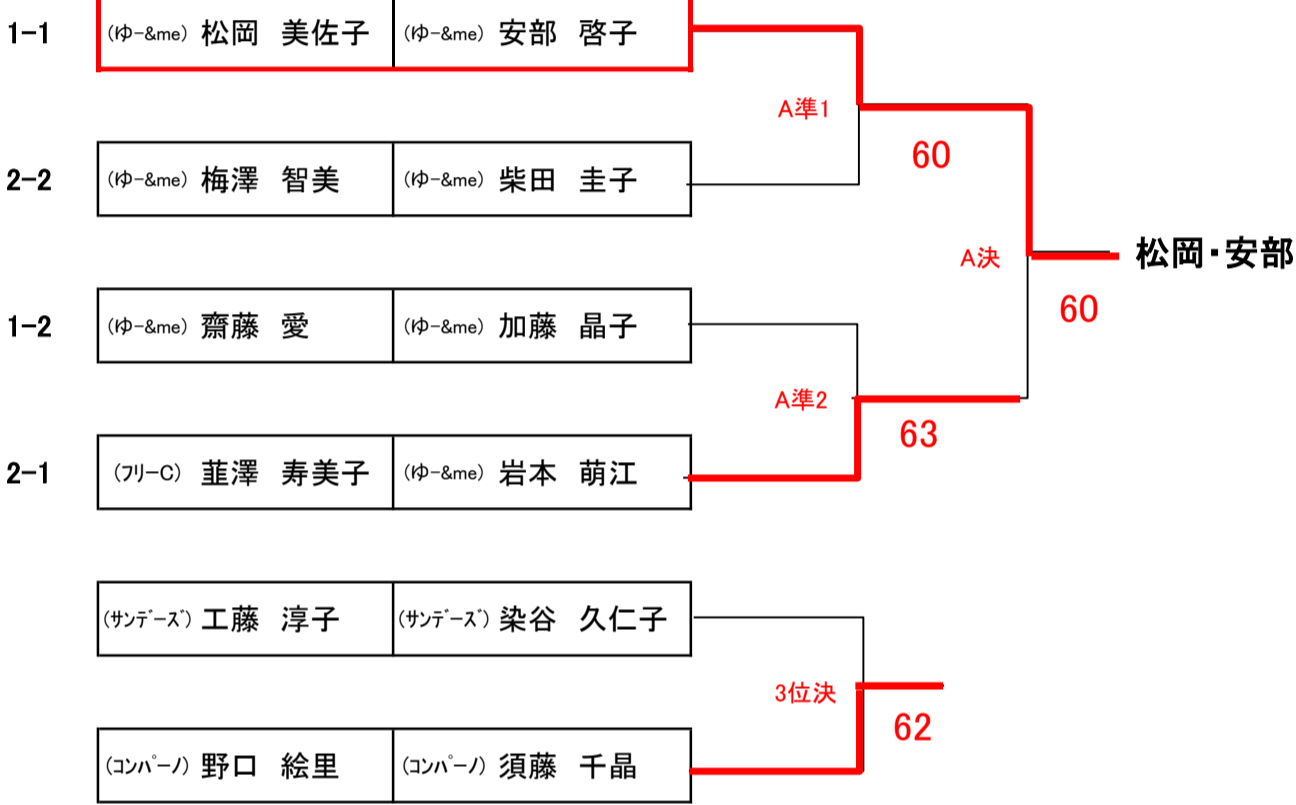 1-1 (ゆ-&me) 松岡 美佐子 (ゆ-&me) 安部 啓子
A準1
60
2-2 (ゆ-&me) 梅澤 智美 (ゆ-&me) 柴田 圭子
A決 松岡・安部
60
1-2 (ゆ-&me) 齋藤 愛 (ゆ-&me) 加藤 晶子
A準2
63
2-1 (フリーC) 韮澤 寿美子 (ゆ-&me) 岩本 萌江
(サンデーズ) 工藤 淳子 (サンデーズ) 染谷 久仁子
3位決
62
(コンパーノ) 野口 絵里 (コンパーノ) 須藤 千晶